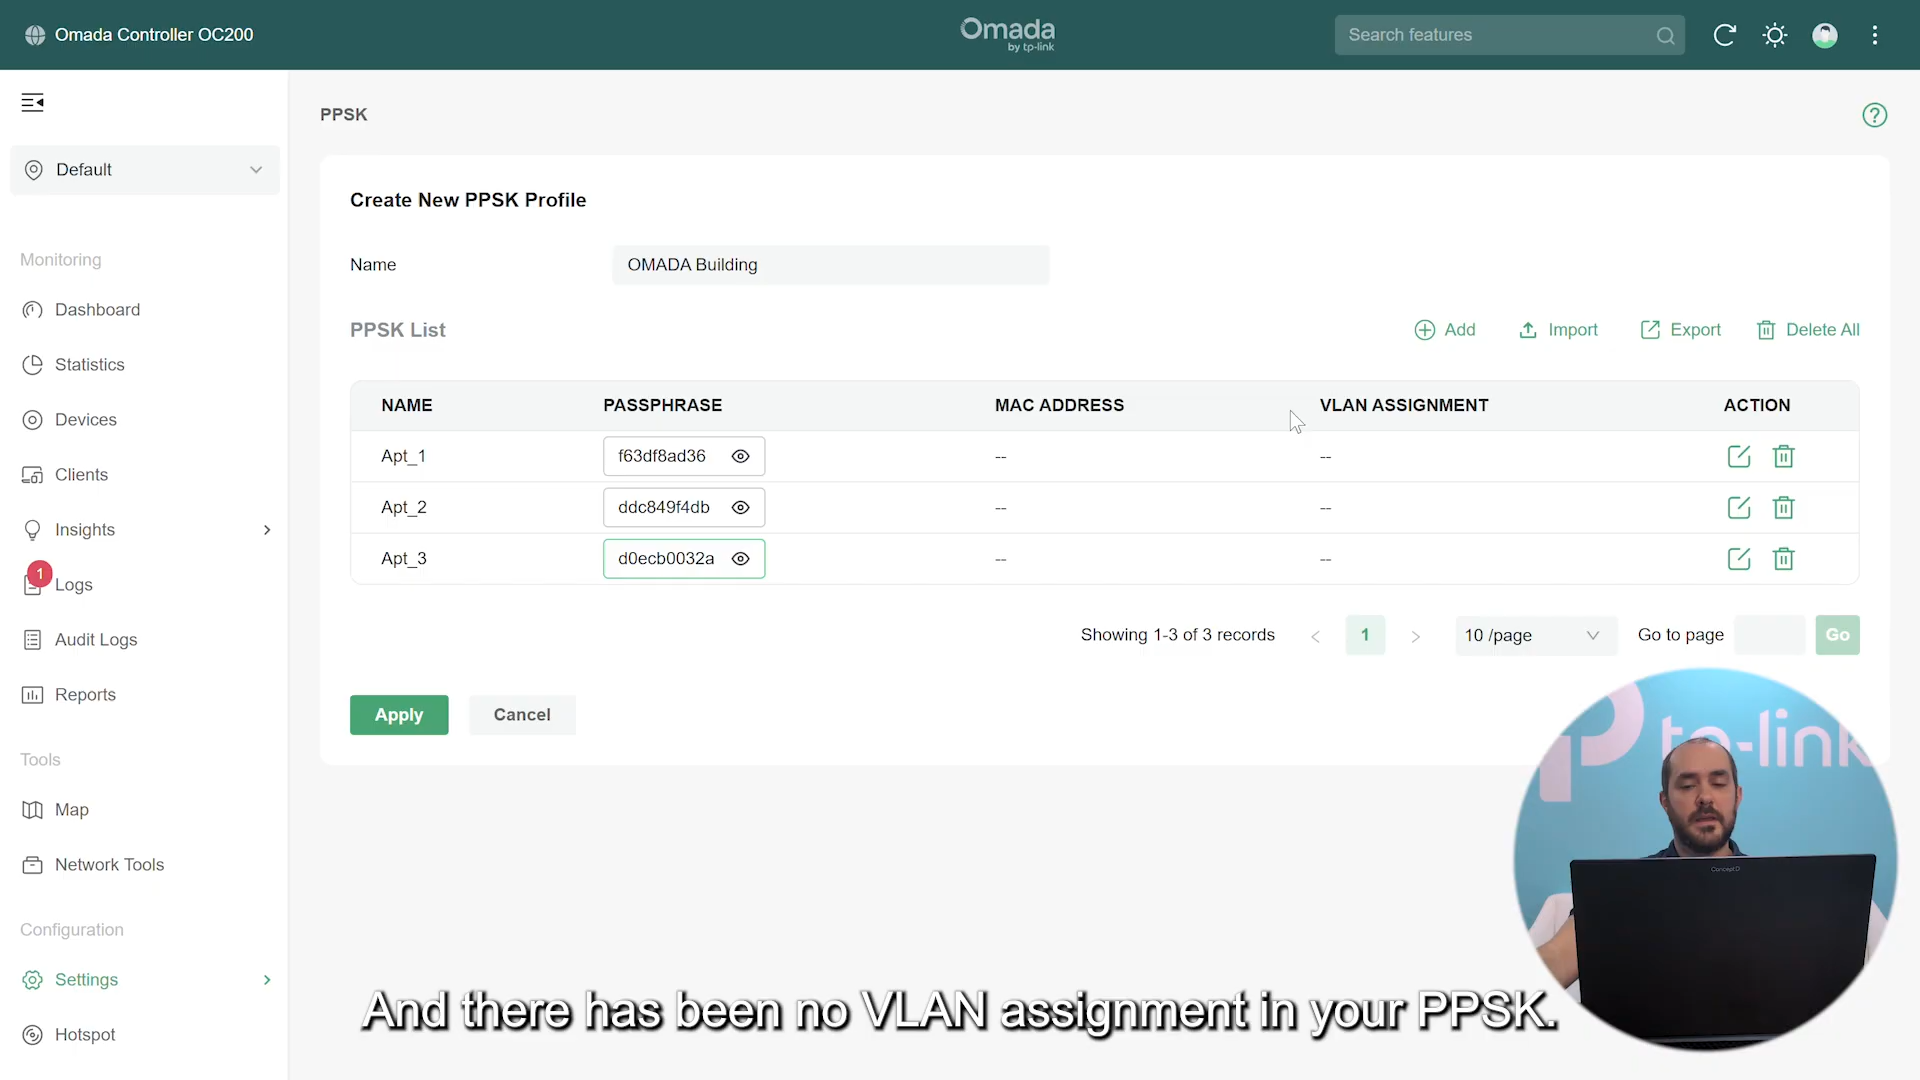 Omada Controller OC200
Omada
by tp-link
Search features
Default
Monitoring
Dashboard
Statistics
Devices
Clients
Insights
1
Logs
Audit Logs
Reports
Tools
Map
Network Tools
Configuration
Settings
Hotspot
PPSK
?
Create New PPSK Profile
Name OMADA Building
PPSK List Add Import Export Delete All
NAME PASSPHRASE MAC ADDRESS VLAN ASSIGNMENT ACTION
Apt_1 f63df8ad36 -- --
Apt_2 ddc849f4db -- --
Apt_3 d0ecb0032a -- --
Showing 1-3 of 3 records < 1 > 10 /page Go to page Go
Apply Cancel
tp-link
ConceptD
And there has been no VLAN assignment in your PPSK.